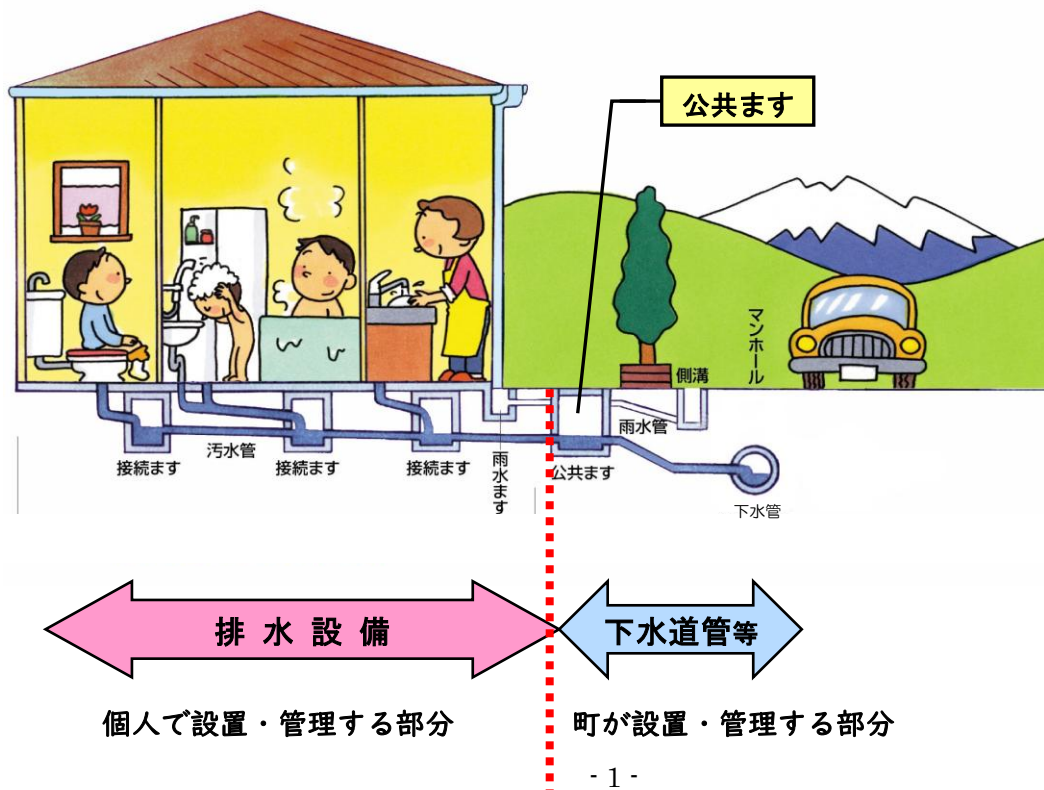 公共ます
マンホール
側溝
雨水管
汚水管
接続ます
接続ます
接続ます
雨水ます
公共ます
下水管
排水設備
下水道管等
個人で設置・管理する部分
町が設置・管理する部分
- 1 -